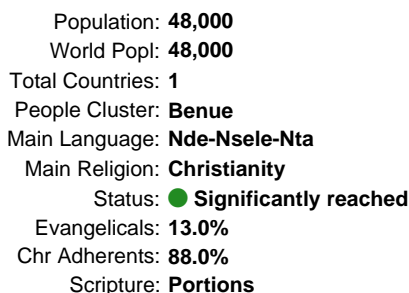 Population: 48,000
World Popl: 48,000
Total Countries: 1
People Cluster: Benue
Main Language: Nde-Nsele-Nta
Main Religion: Christianity
Status: Significantly reached
Evangelicals: 13.0%
Chr Adherents: 88.0%
Scripture: Portions